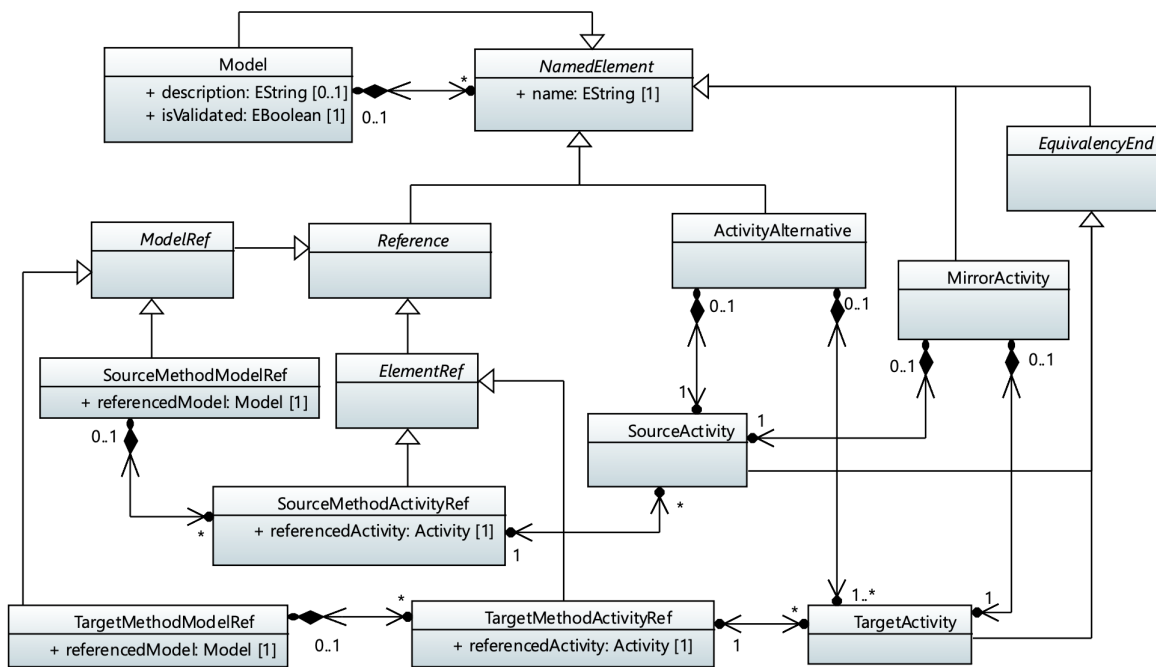 Model
+ description: EString [0..1]
+ isValidated: EBoolean [1]
0..1
*
NamedElement
+ name: EString [1]
EquivalencyEnd
ModelRef
Reference
ActivityAlternative
0..1
0..1
MirrorActivity
0..1
0..1
SourceMethodModelRef
+ referencedModel: Model [1]
0..1
ElementRef
1
SourceActivity
1
SourceMethodActivityRef
+ referencedActivity: Activity [1]
*
1
*
TargetMethodModelRef
+ referencedModel: Model [1]
0..1
*
TargetMethodActivityRef
+ referencedActivity: Activity [1]
1
*
1..*
1
TargetActivity